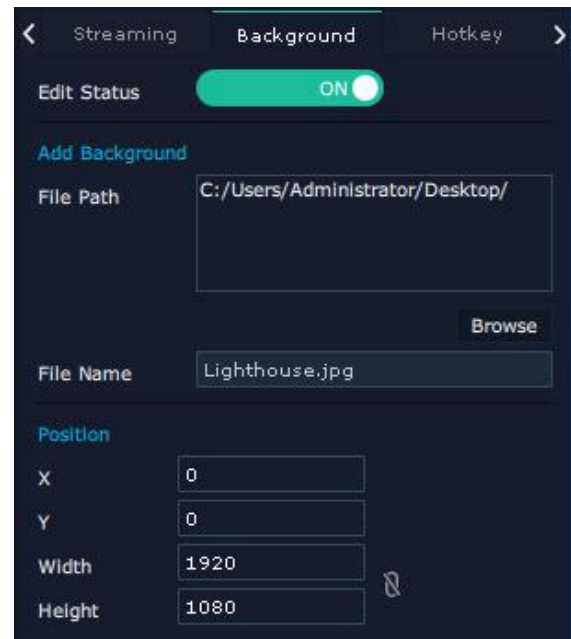 Streaming Background Hotkey
Edit Status ON
Add Background
File Path C:/Users/Administrator/Desktop/
Browse
File Name Lighthouse.jpg
Position
X 0
Y 0
Width 1920
Height 1080